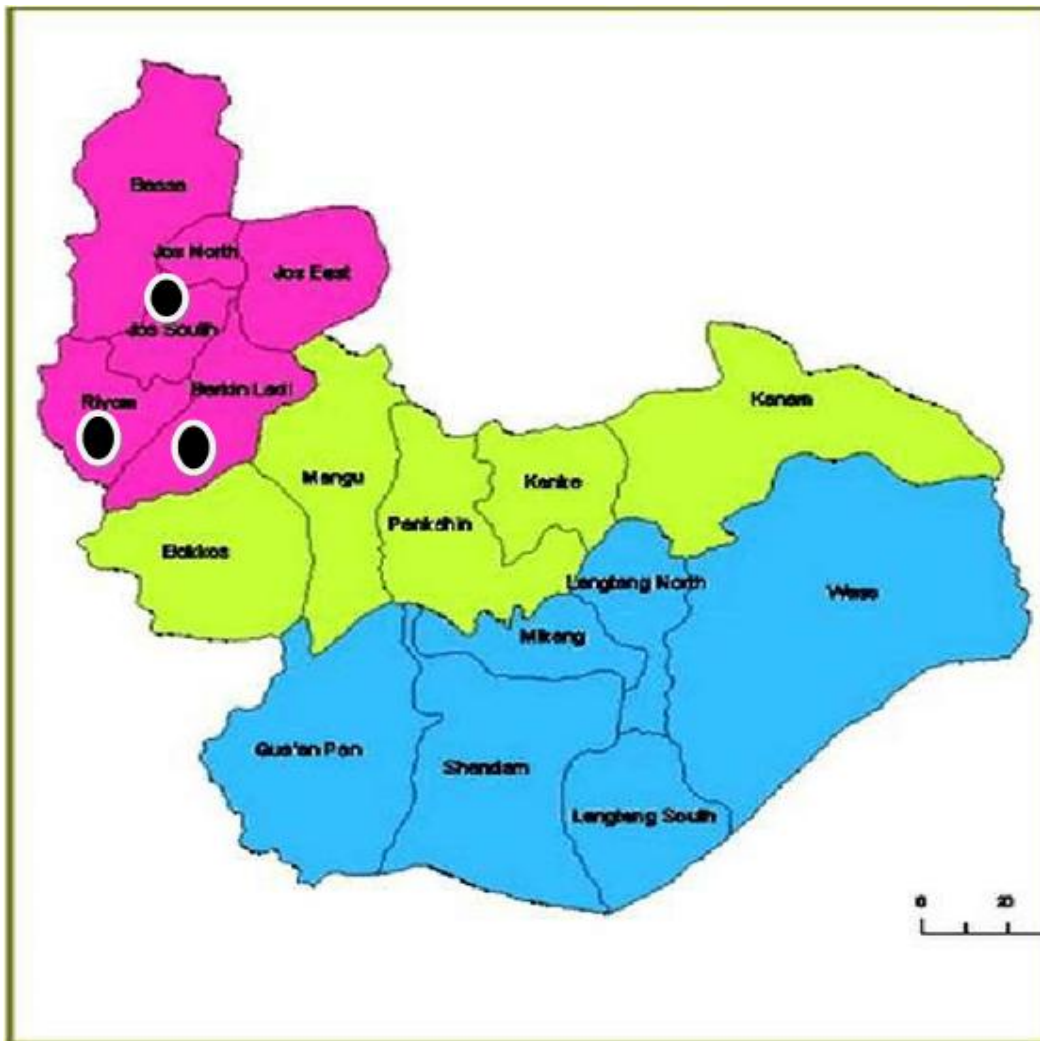 Bassa
Jos North
Jos East
Jos South
Barkin Ladi
Riyom
Kanam
Mangu
Kanke
Pankshin
Bokkos
Langtang North
Wase
Mikang
Qua'an Pan
Shendam
Langtang South
0 20